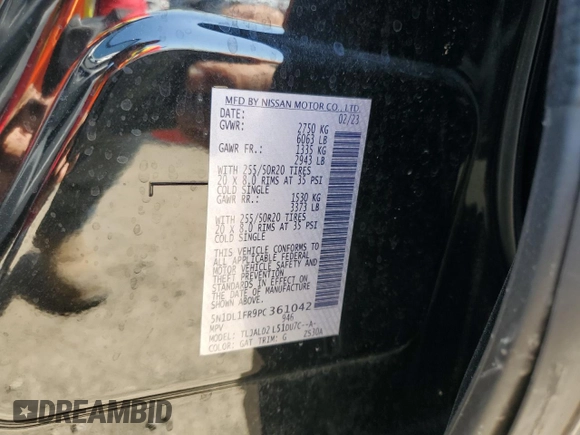 MFD BY NISSAN MOTOR CO., LTD.
DATE: 02/23
GVWR: 2750 KG
6063 LB
GAWR FR.: 1335 KG
2943 LB
WITH 255/50R20 TIRES
20 x 8.0 RIMS AT 35 PSI
COLD SINGLE
GAWR RR.: 1530 KG
3373 LB
WITH 255/50R20 TIRES
20 x 8.0 RIMS AT 35 PSI
COLD SINGLE
THIS VEHICLE CONFORMS TO
ALL APPLICABLE FEDERAL
MOTOR VEHICLE SAFETY AND
THEFT PREVENTION
STANDARDS IN EFFECT ON
THE DATE OF MANUFACTURE
SHOWN ABOVE.
5N1DL1FR9PC361042
MPV 946
MODEL: TLJALD2 LS1DU7C--A-
COLOR: GAT TRIM: G
DREAMBID